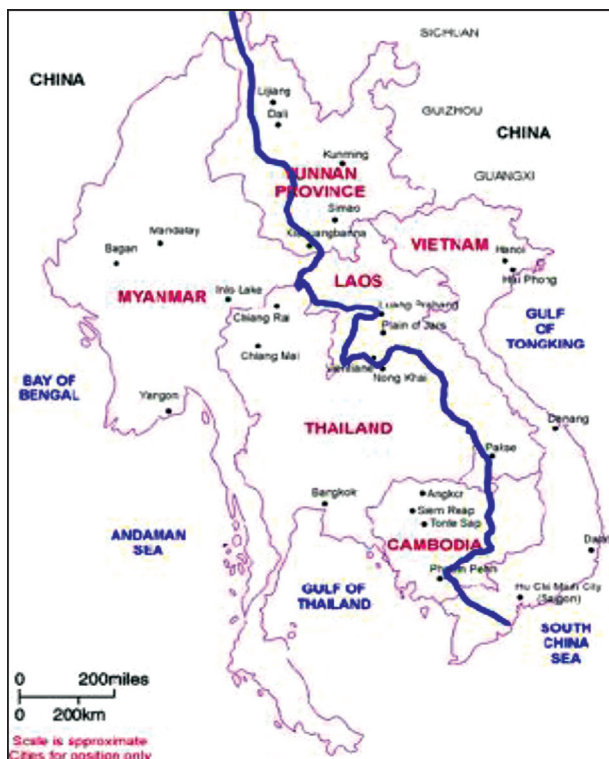 SICHUAN
CHINA
Lijiang
Dali
GUIZHOU
CHINA
Kunming
YUNNAN
PROVINCE
GUANGXI
Simao
Mandalay
Bagan
VIETNAM
Hanoi
Hai Phong
LAOS
MYANMAR
Inlo Lake
Chiang Rai
Luang Prabang
Plain of Jars
GULF
OF
TONGKING
Chiang Mai
Vientiane
Nong Khai
BAY OF
BENGAL
Yangon
THAILAND
Danang
Pakse
Bangkok
Angkor
Siem Reap
Tonle Sap
ANDAMAN
SEA
CAMBODIA
Phnom Penh
GULF OF
THAILAND
Hu Chi Minh City
(Saigon)
SOUTH
CHINA
SEA
0 200miles
0 200km
Scale is approximate
Cities for position only